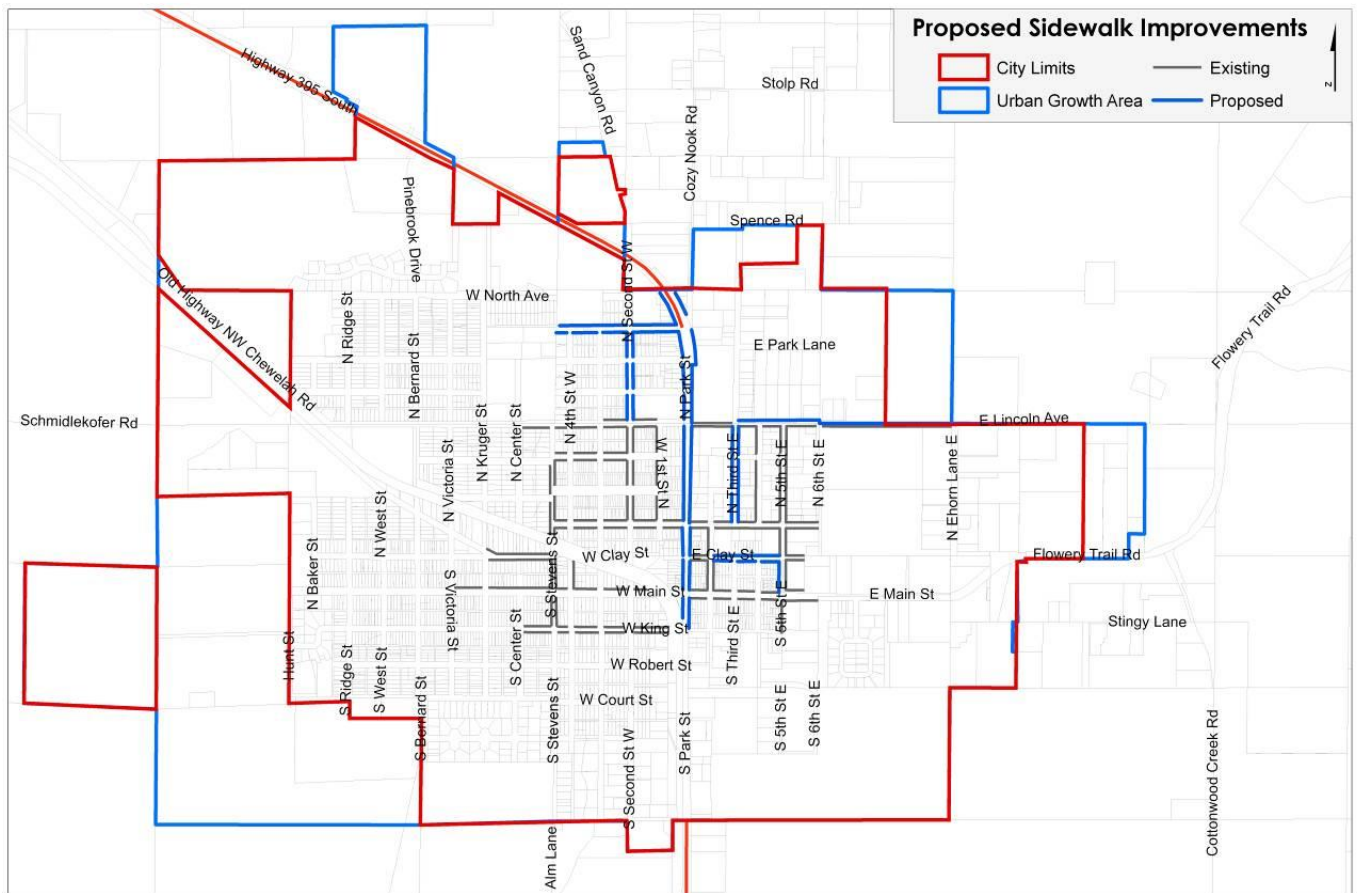 Proposed Sidewalk Improvements
City Limits
Existing
Urban Growth Area
Proposed
z
Highway 395 South
Sand Canyon Rd
Stolp Rd
Cozy Nook Rd
Pinebrook Drive
Spence Rd
Old Highway NW Chewelah Rd
W North Ave
N Second St W
N Ridge St
N Bernard St
E Park Lane
Flowery Trail Rd
N Park St
Schmidlekofer Rd
E Lincoln Ave
N Kruger St
N Center St
N 4th St W
N Victoria St
W 1st St N
N Third St E
N 5th St E
N 6th St E
N Ehorn Lane E
N West St
W Clay St
E Clay St
Flowery Trail Rd
N Baker St
S Victoria St
S Stevens St
W Main St
E Main St
S 5th St E
Stingy Lane
W King St
S Center St
S Third St E
Hunt St
W Robert St
S Ridge St
S West St
W Court St
S Bernard St
S Stevens St
S Second St W
S Park St
S 5th St E
S 6th St E
Cottonwood Creek Rd
Alm Lane